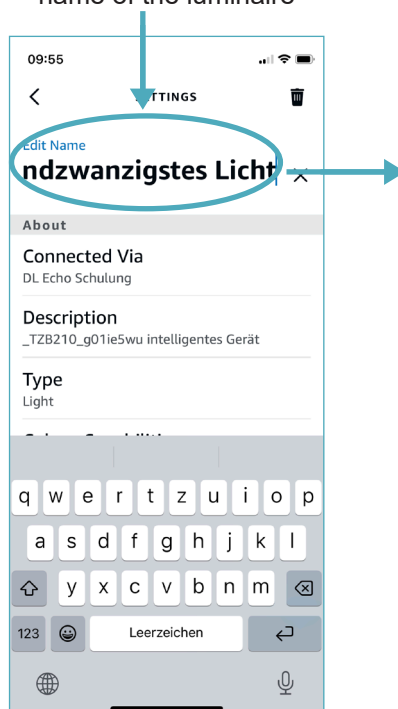 name of the luminaire
09:55
TTINGS
Edit Name
ndzwanzigstes Licht
About
Connected Via
DL Echo Schulung
Description
_TZB210_g01ie5wu intelligentes Gerät
Type
Light
q w e r t z u i o p
a s d f g h j k l
y x c v b n m
123 Leerzeichen